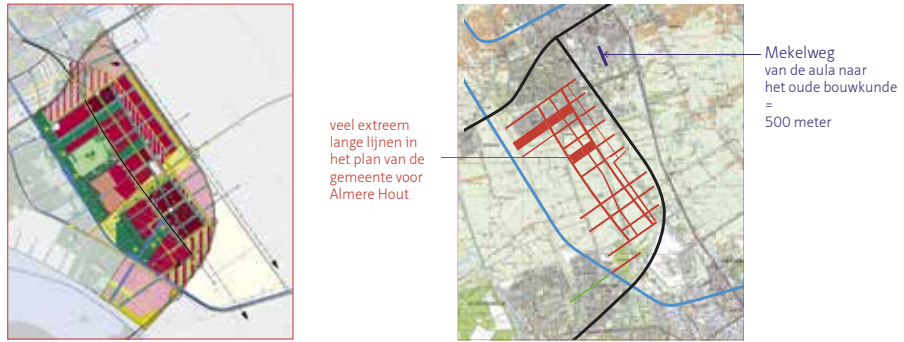 veel extreem
lange lijnen in
het plan van de
gemeente voor
Almere Hout
Mekelweg
van de aula naar
het oude bouwkunde
=
500 meter